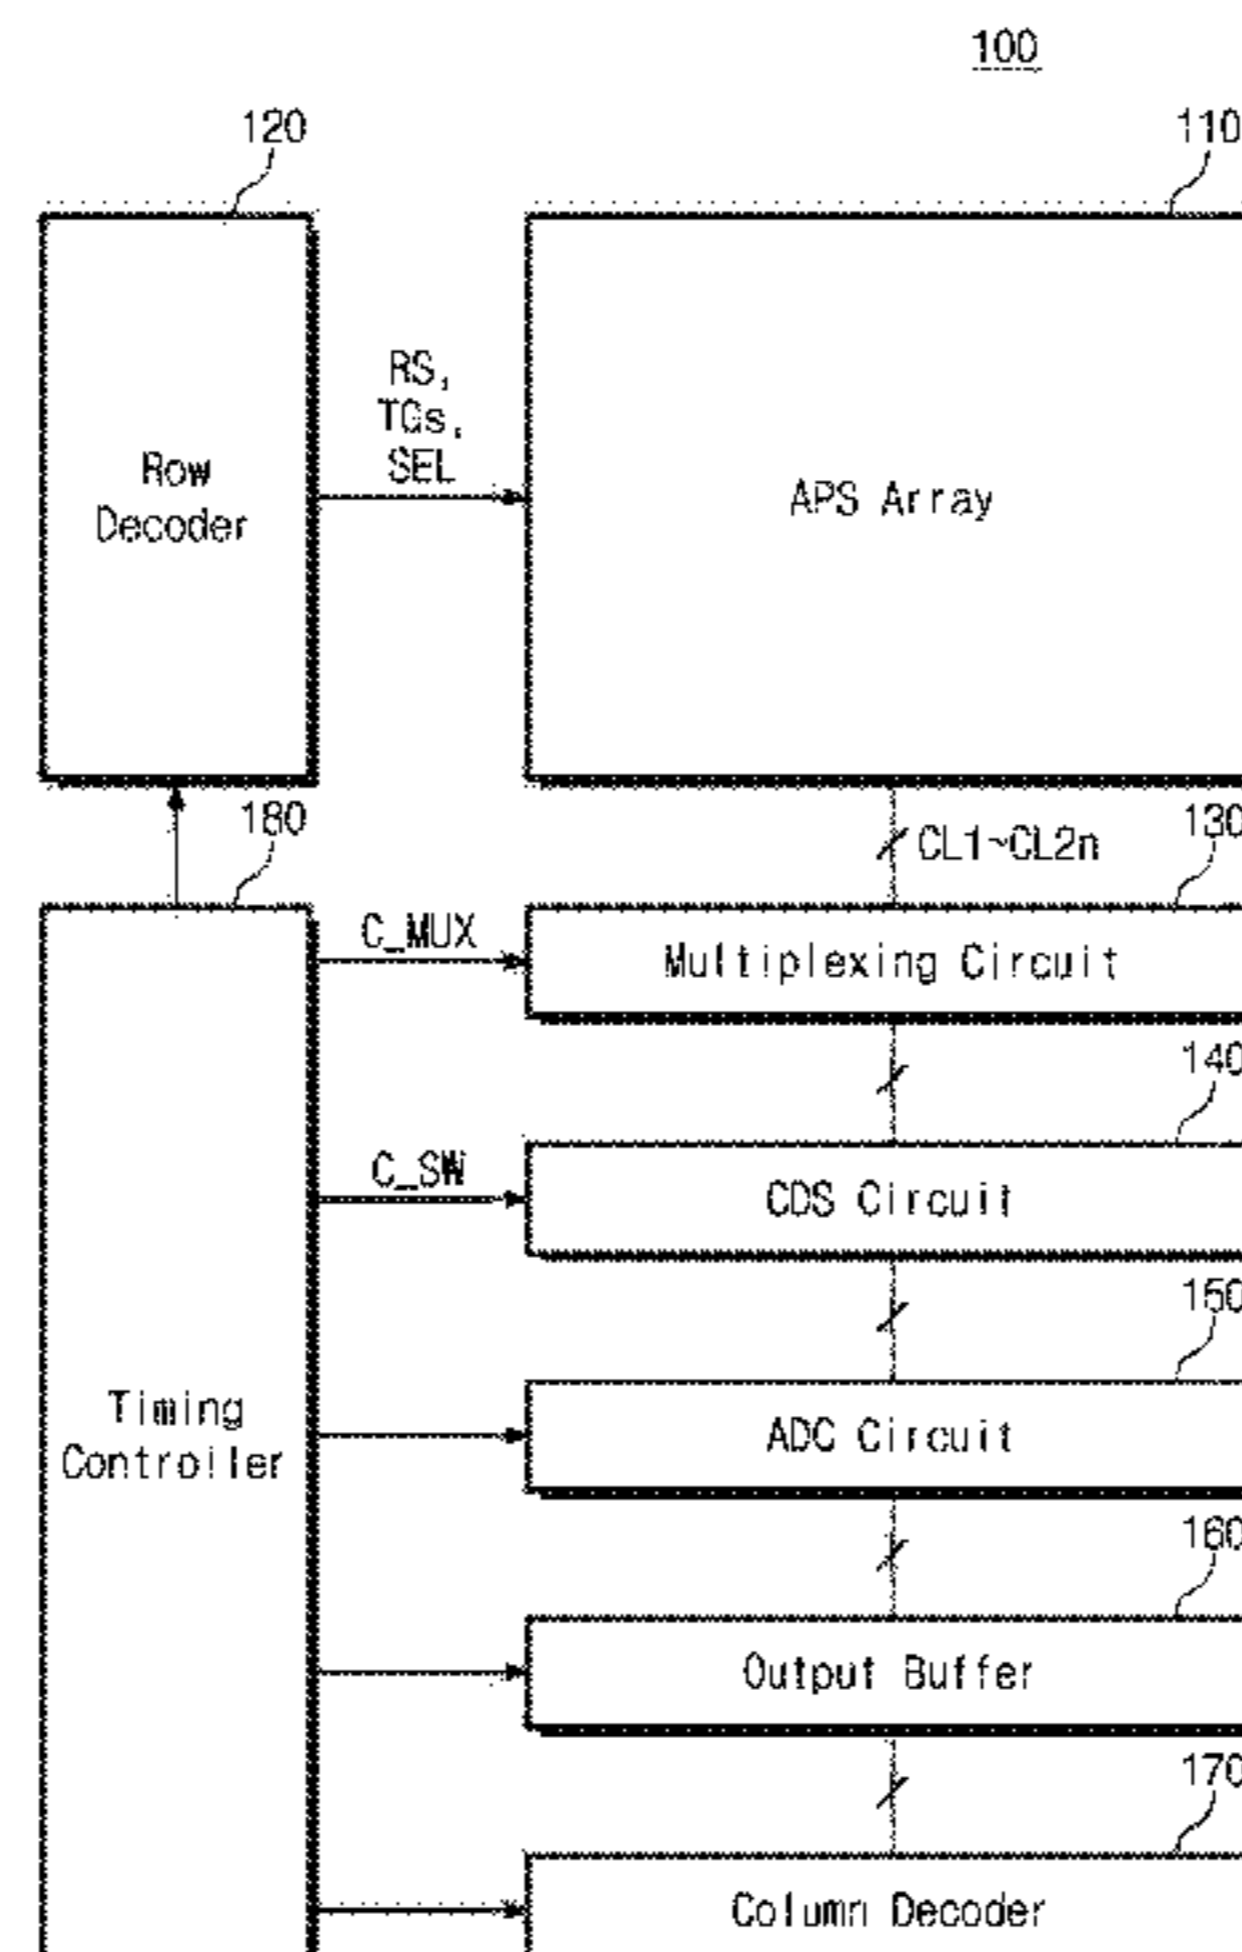 100
120
110
RS,
TGs,
SEL
Row
Decoder
APS Array
180
CL1~CL2n
130
C_MUX
Multiplexing Circuit
140
C_SW
CDS Circuit
150
Timing
Controller
ADC Circuit
160
Output Buffer
170
Column Decoder